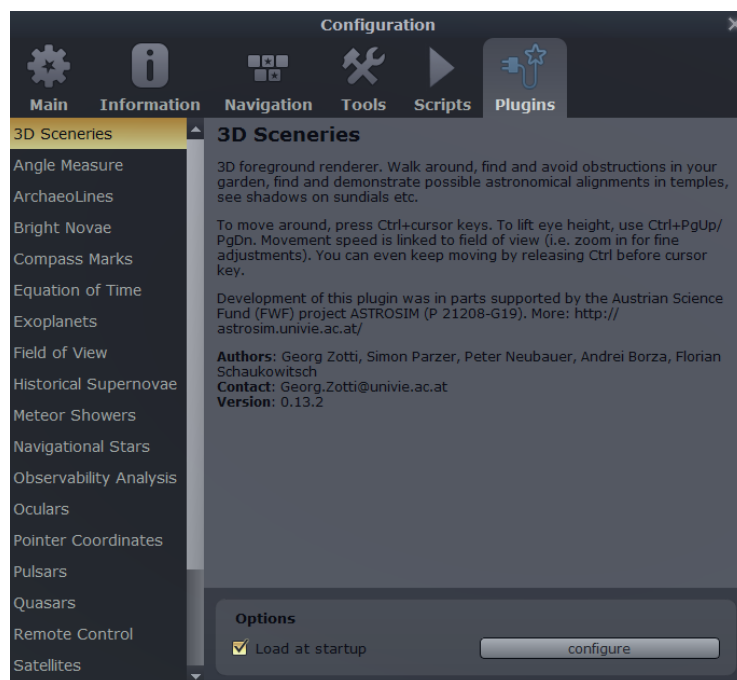 Configuration
Main Information Navigation Tools Scripts Plugins
3D Sceneries
Angle Measure
ArchaeoLines
Bright Novae
Compass Marks
Equation of Time
Exoplanets
Field of View
Historical Supernovae
Meteor Showers
Navigational Stars
Observability Analysis
Oculars
Pointer Coordinates
Pulsars
Quasars
Remote Control
Satellites
3D Sceneries
3D foreground renderer. Walk around, find and avoid obstructions in your
garden, find and demonstrate possible astronomical alignments in temples,
see shadows on sundials etc.
To move around, press Ctrl+cursor keys. To lift eye height, use Ctrl+PgUp/
PgDn. Movement speed is linked to field of view (i.e. zoom in for fine
adjustments). You can even keep moving by releasing Ctrl before cursor
key.
Development of this plugin was in parts supported by the Austrian Science
Fund (FWF) project ASTROSIM (P 21208-G19). More: http://
astrosim.univie.ac.at/
Authors: Georg Zotti, Simon Parzer, Peter Neubauer, Andrei Borza, Florian
Schaukowitsch
Contact: Georg.Zotti@univie.ac.at
Version: 0.13.2
Options
Load at startup
configure